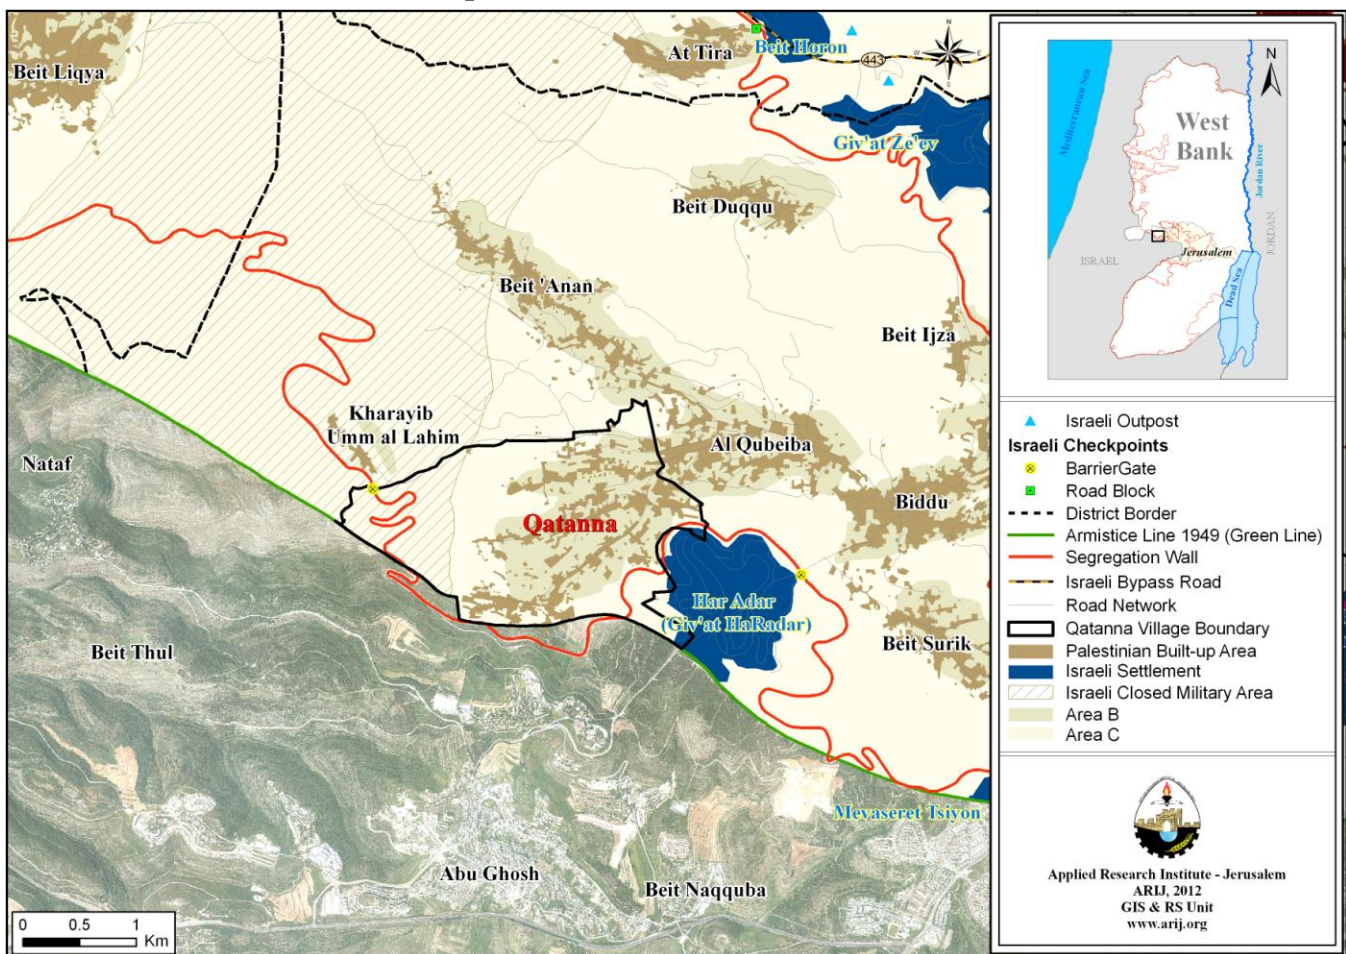 Beit Liqya
At Tira
Beit Horon
443
N
W
E
S
Giv'at Ze'ev
Beit Duqqu
Beit 'Anan
Beit Ijza
Kharayib
Umm al Lahim
Al Qubeiba
Nataf
Qatanna
Biddu
Har Adar
(Giv'at HaRadar)
Beit Surik
Beit Thul
Mevaseret Tsiyon
Abu Ghosh
Beit Naqquba
0 0.5 1
Km
N
Mediterranean Sea
West
Bank
Jordan River
JORDAN
ISRAEL
Jerusalem
Dead Sea
Israeli Outpost
Israeli Checkpoints
BarrierGate
Road Block
District Border
Armistice Line 1949 (Green Line)
Segregation Wall
Israeli Bypass Road
Road Network
Qatanna Village Boundary
Palestinian Built-up Area
Israeli Settlement
Israeli Closed Military Area
Area B
Area C
Applied Research Institute - Jerusalem
ARIJ, 2012
GIS & RS Unit
www.arij.org